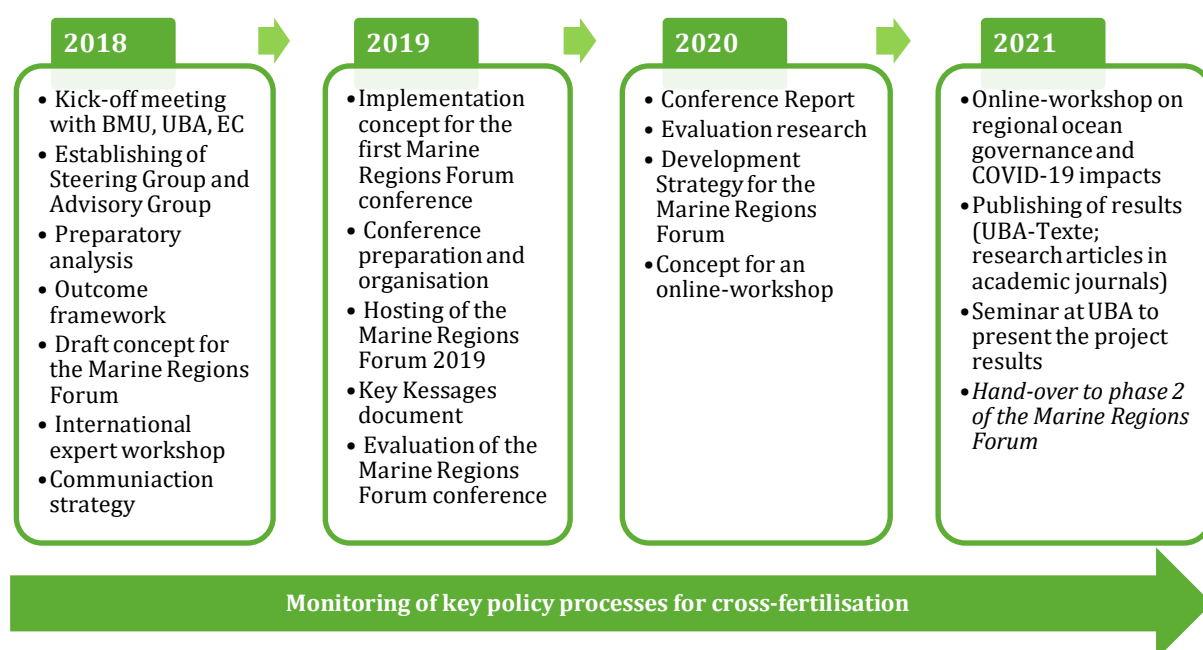 2018
• Kick-off meeting
with BMU, UBA, EC
• Establishing of
Steering Group and
Advisory Group
• Preparatory
analysis
• Outcome
framework
• Draft concept for
the Marine Regions
Forum
• International
expert workshop
• Communiaction
strategy
2019
• Implementation
concept for the
first Marine
Regions Forum
conference
• Conference
preparation and
organisation
• Hosting of the
Marine Regions
Forum 2019
• Key Kessages
document
• Evaluation of the
Marine Regions
Forum conference
2020
• Conference Report
• Evaluation research
• Development
Strategy for the
Marine Regions
Forum
• Concept for an
online-workshop
2021
• Online-workshop on
regional ocean
governance and
COVID-19 impacts
• Publishing of results
(UBA-Texte;
research articles in
academic journals)
• Seminar at UBA to
present the project
results
• Hand-over to phase 2
of the Marine Regions
Forum
Monitoring of key policy processes for cross-fertilisation